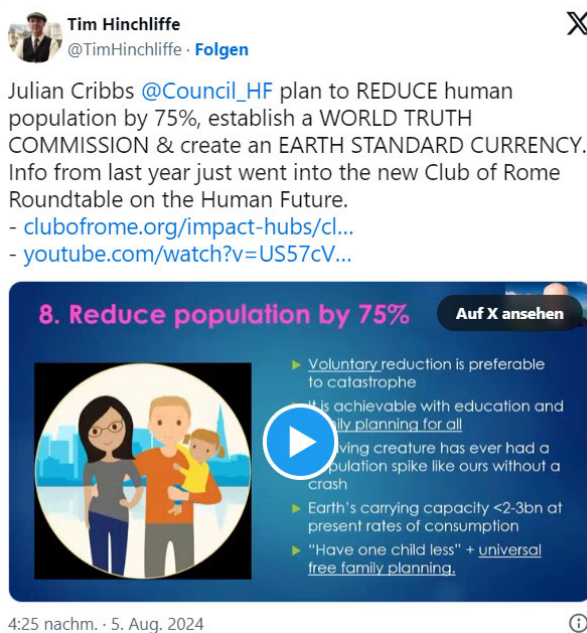 Tim Hinchliffe
@TimHinchliffe · Folgen
Julian Cribbs @Council_HF plan to REDUCE human
population by 75%, establish a WORLD TRUTH
COMMISSION & create an EARTH STANDARD CURRENCY.
Info from last year just went into the new Club of Rome
Roundtable on the Human Future.
- clubofrome.org/impact-hubs/cl...
- youtube.com/watch?v=US57cV...
8. Reduce population by 75%
Auf X ansehen
Voluntary reduction is preferable
to catastrophe
is achievable with education and
planning for all
creature has ever had a
spike like ours without a
crash
Earth's carrying capacity <2-3bn at
present rates of consumption
"Have one child less" + universal
free family planning.
4:25 nachm. · 5. Aug. 2024